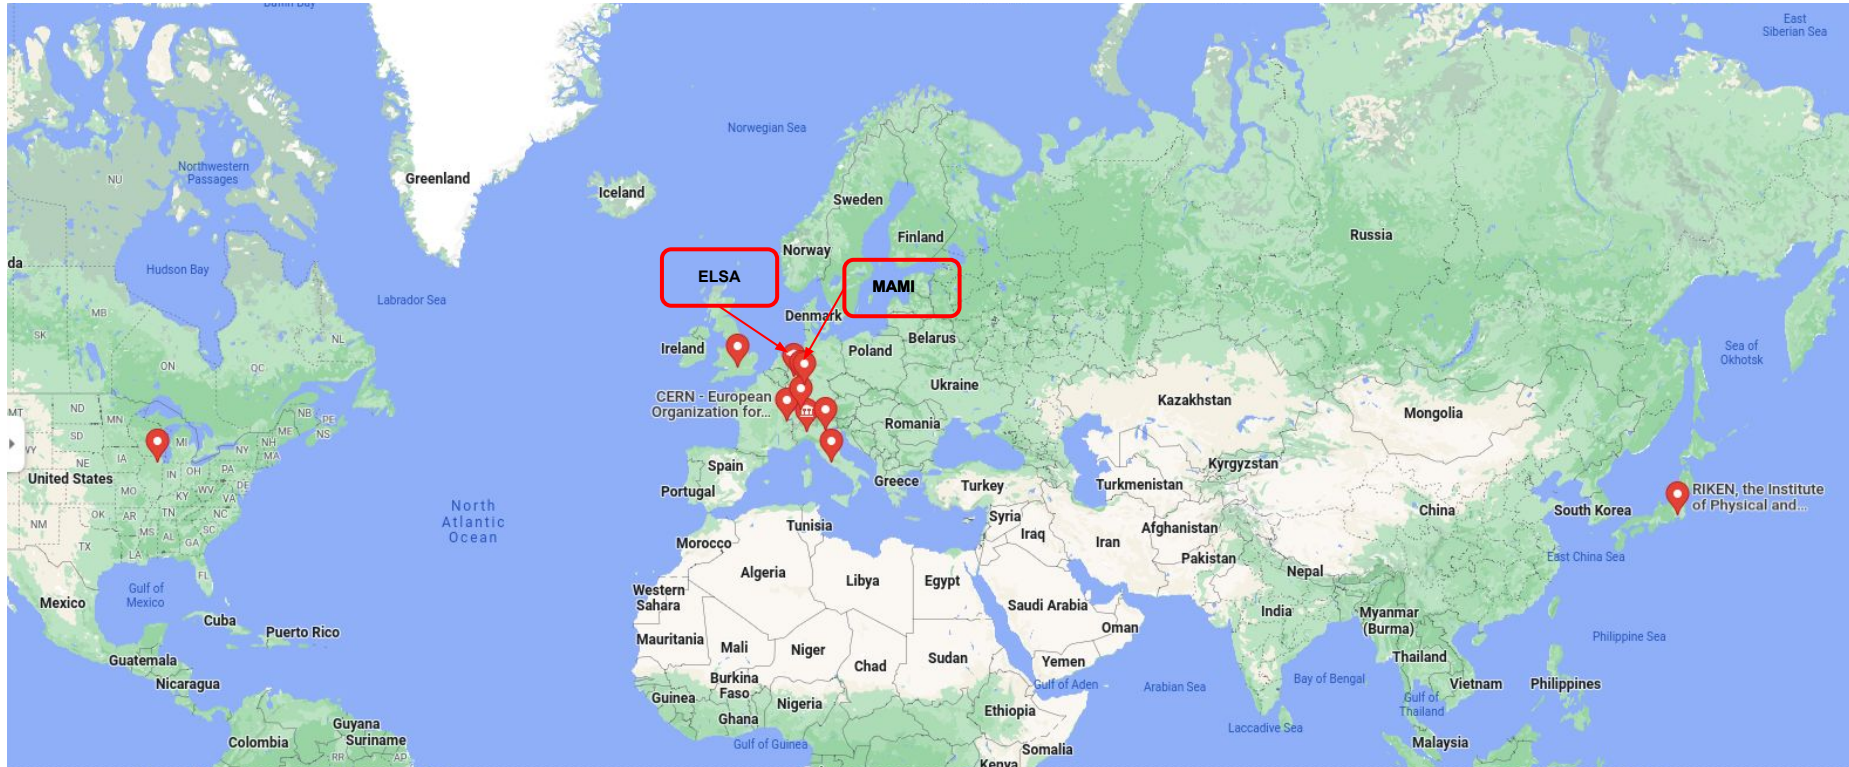 Baffin Bay
East
Siberian Sea
Norwegian Sea
Northwestern
Passages
NU
Greenland
Iceland
Sweden
Finland
Russia
Norway
da
Hudson Bay
Labrador Sea
ELSA
MAMI
MB
SK
NL
Denmark
Ireland
Belarus
Poland
Sea of
Okhotsk
ON
QC
Ukraine
CERN - European
Organization for...
Kazakhstan
Mongolia
MT
ND
MN
NB
PE
NS
ME
Romania
SD
MI
NH
MA
NY
WY
IA
NE
United States
IN
OH
PA
Spain
Kyrgyzstan
Greece
Turkey
Turkmenistan
Portugal
RIKEN, the Institute
of Physical and...
MO
KY
WV
VA
DE
North
Atlantic
Ocean
China
South Korea
OK
AR
TN
NC
NM
MS
AL
GA
SC
Syria
Tunisia
Iraq
Afghanistan
Iran
Morocco
TX
LA
Pakistan
East China Sea
FL
Algeria
Libya
Egypt
Nepal
Gulf of
Mexico
Western
Sahara
Mexico
Saudi Arabia
India
Myanmar
(Burma)
Cuba
Puerto Rico
Oman
Mauritania
Mali
Niger
Chad
Sudan
Philippine Sea
Guatemala
Yemen
Thailand
Nicaragua
Burkina
Faso
Gulf of Aden
Arabian Sea
Bay of Bengal
Vietnam
Philippines
Guinea
Nigeria
Ghana
Ethiopia
Gulf of
Thailand
Guyana
Suriname
Laccadive Sea
Colombia
Gulf of Guinea
Somalia
Malaysia
RR
AP
Kenya